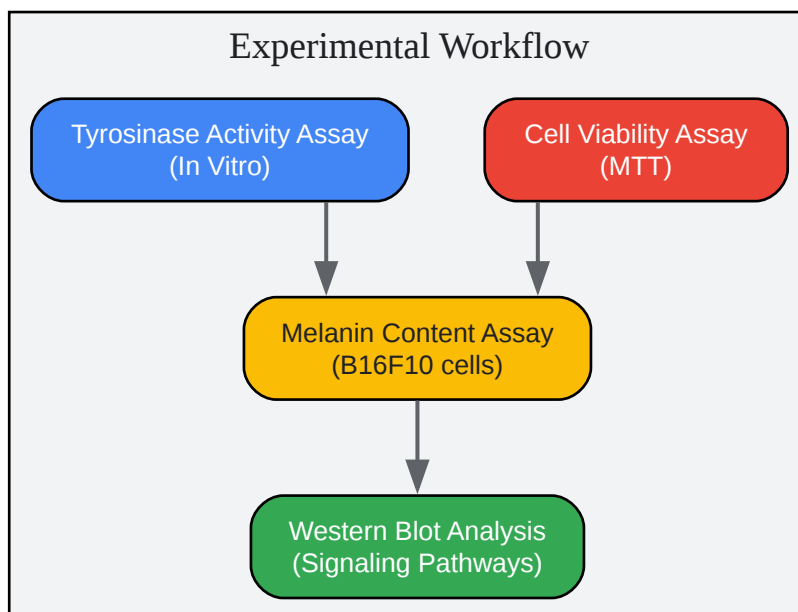 Experimental Workflow
Tyrosinase Activity Assay
(In Vitro)
Cell Viability Assay
(MTT)
Melanin Content Assay
(B16F10 cells)
Western Blot Analysis
(Signaling Pathways)